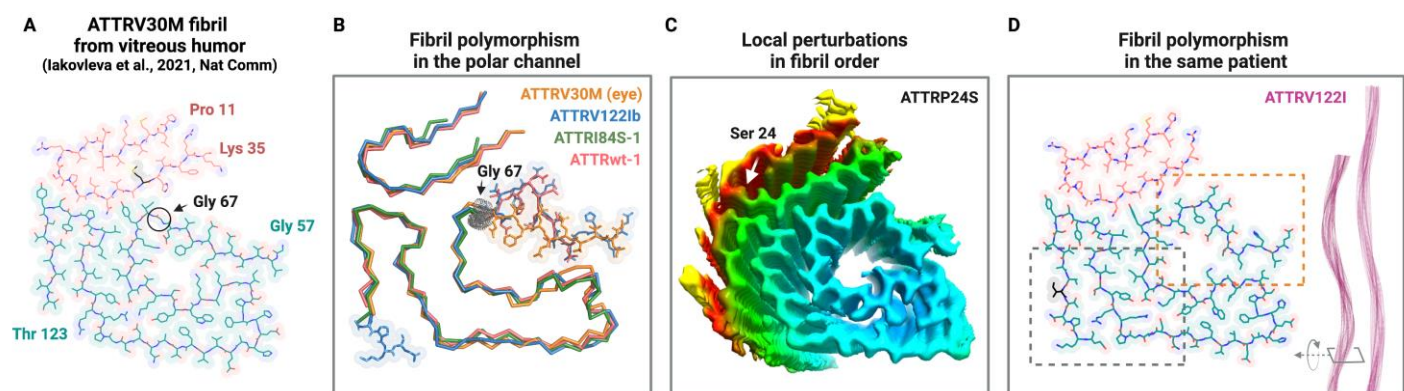 A
ATTRV30M fibril
from vitreous humor
(Iakovleva et al., 2021, Nat Comm)
Pro 11
Lys 35
Gly 67
Gly 57
Thr 123
B
Fibril polymorphism
in the polar channel
ATTRV30M (eye)
ATTRV122Ib
ATTRI84S-1
ATTRwt-1
Gly 67
C
Local perturbations
in fibril order
ATTRP24S
Ser 24
D
Fibril polymorphism
in the same patient
ATTRV122I